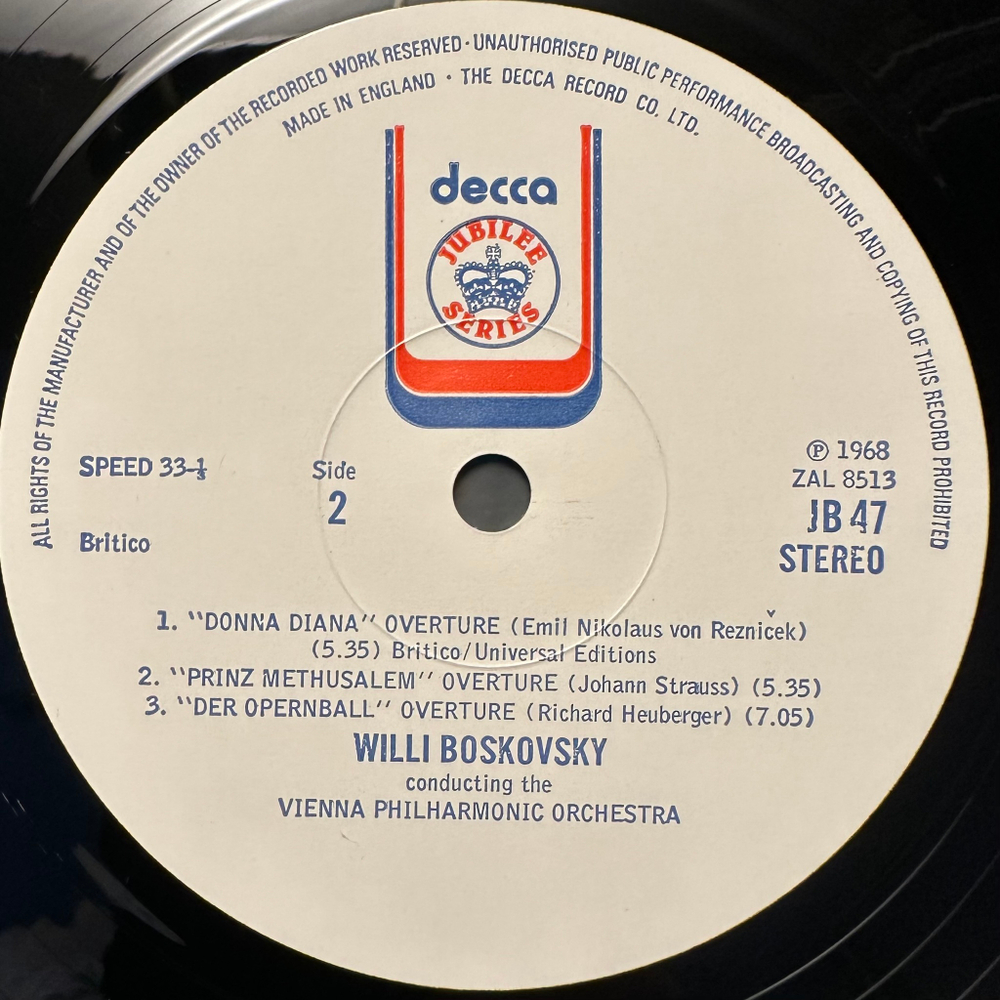 ALL RIGHTS OF THE MANUFACTURER AND OF THE OWNER OF THE RECORDED WORK RESERVED · UNAUTHORISED PUBLIC PERFORMANCE BROADCASTING AND COPYING OF THIS RECORD PROHIBITED
MADE IN ENGLAND · THE DECCA RECORD CO. LTD.
decca
JUBILEE
SERIES
SPEED 33-⅓
Britico
Side
2
℗ 1968
ZAL 8513
JB 47
STEREO
1. "DONNA DIANA" OVERTURE (Emil Nikolaus von Rezniček)
(5.35) Britico/Universal Editions
2. "PRINZ METHUSALEM" OVERTURE (Johann Strauss) (5.35)
3. "DER OPERNBALL" OVERTURE (Richard Heuberger) (7.05)
WILLI BOSKOVSKY
conducting the
VIENNA PHILHARMONIC ORCHESTRA